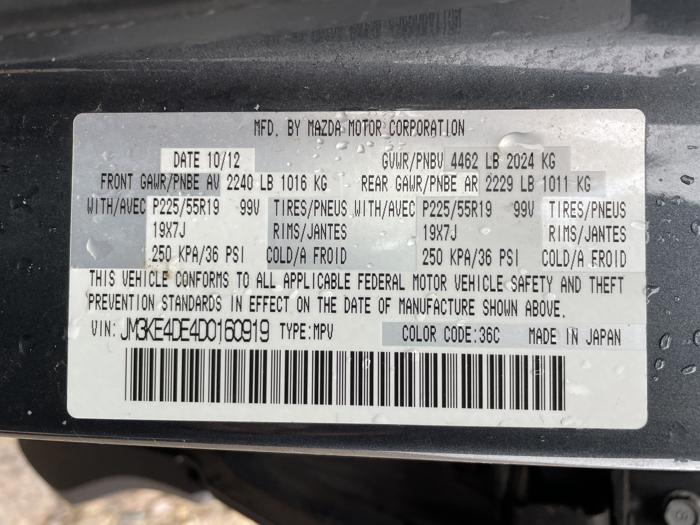 MFD. BY MAZDA MOTOR CORPORATION
DATE 10/12 GVWR/PNBV 4462 LB 2024 KG
FRONT GAWR/PNBE AV 2240 LB 1016 KG REAR GAWR/PNBE AR 2229 LB 1011 KG
WITH/AVEC P225/55R19 99V TIRES/PNEUS WITH/AVEC P225/55R19 99V TIRES/PNEUS
19X7J RIMS/JANTES 19X7J RIMS/JANTES
250 KPA/36 PSI COLD/A FROID 250 KPA/36 PSI COLD/A FROID
THIS VEHICLE CONFORMS TO ALL APPLICABLE FEDERAL MOTOR VEHICLE SAFETY AND THEFT
PREVENTION STANDARDS IN EFFECT ON THE DATE OF MANUFACTURE SHOWN ABOVE.
VIN: JM3KE4DE4D0160919 TYPE:MPV COLOR CODE:36C MADE IN JAPAN